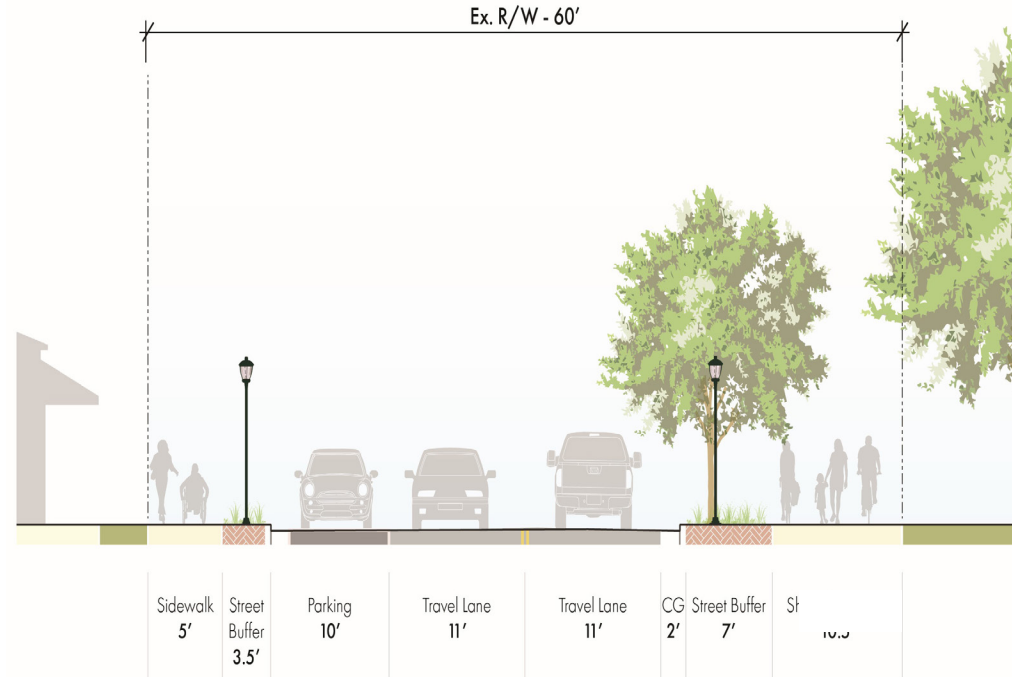 Ex. R/W - 60'
Sidewalk
5'
Street
Buffer
3.5'
Parking
10'
Travel Lane
11'
Travel Lane
11'
CG
2'
Street Buffer
7'